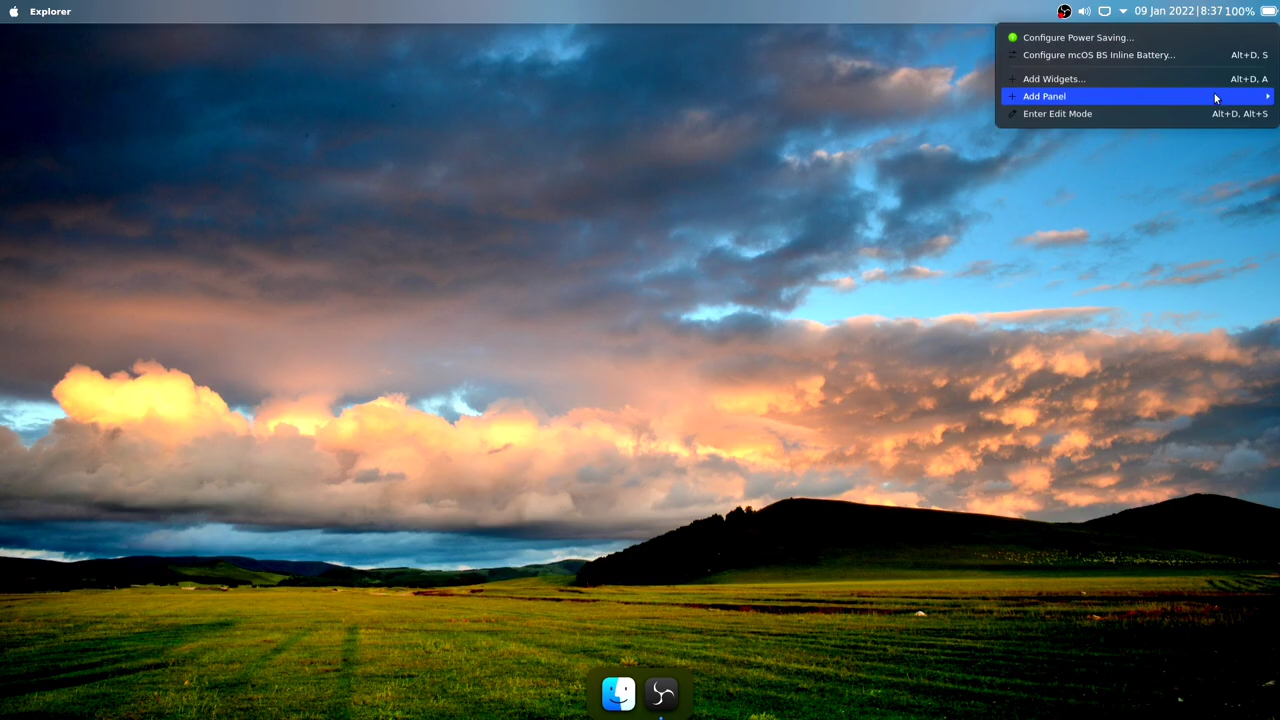 Explorer
09 Jan 2022|8:37 100%
Configure Power Saving...
Configure mcOS BS Inline Battery... Alt+D, S
Add Widgets... Alt+D, A
Add Panel
Enter Edit Mode Alt+D, Alt+S